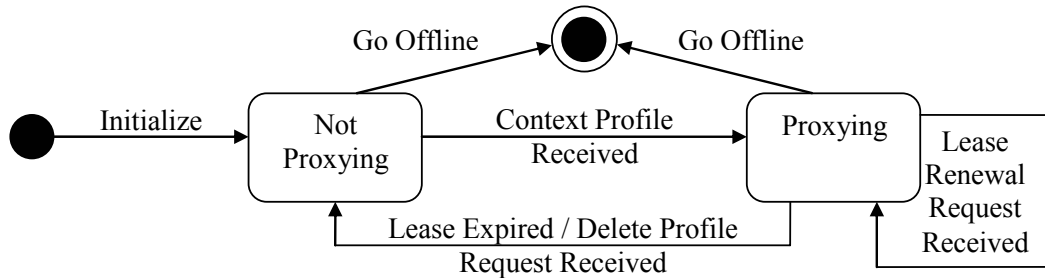 Go Offline
Go Offline
Initialize
Not
Proxying
Context Profile
Received
Proxying
Lease
Renewal
Request
Received
Lease Expired / Delete Profile
Request Received